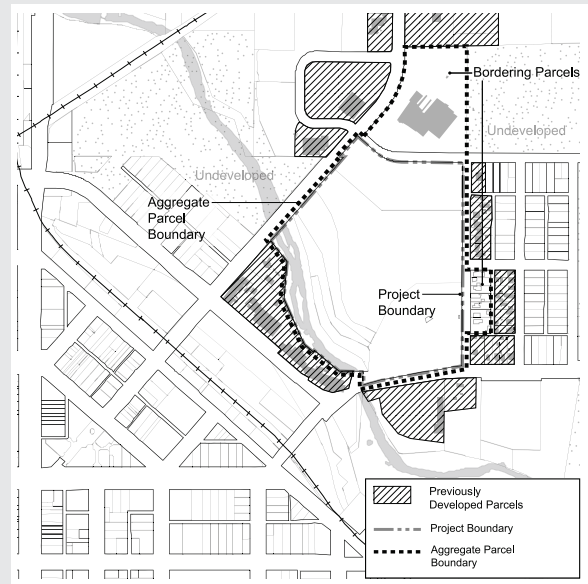 Bordering Parcels
Undeveloped
Undeveloped
Aggregate
Parcel
Boundary
Project
Boundary
Previously
Developed Parcels
Project Boundary
Aggregate Parcel
Boundary